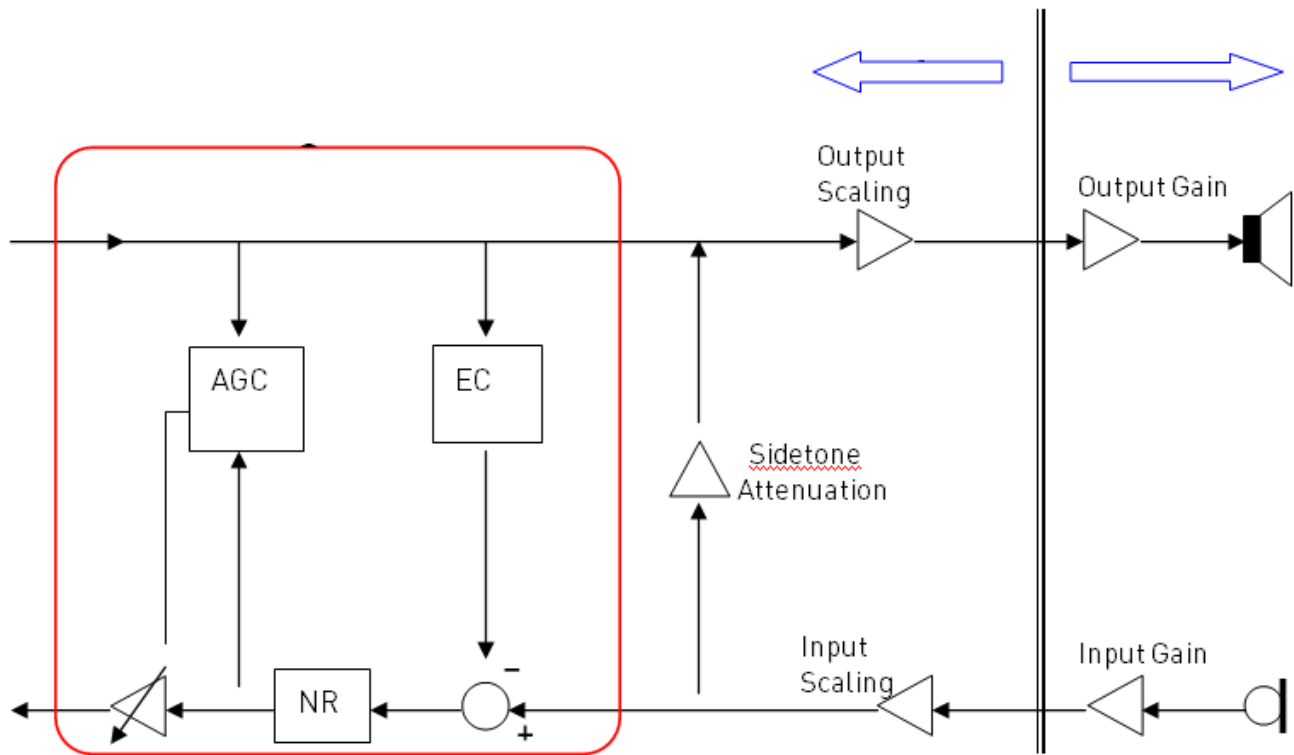 Output
Scaling
Output Gain
AGC
EC
Sidetone
Attenuation
−
+
NR
Input
Scaling
Input Gain